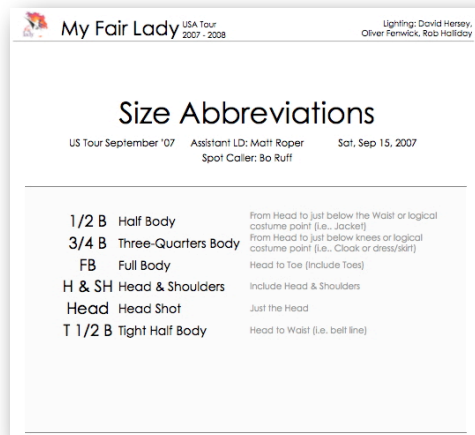 My Fair Lady USA Tour 2007 - 2008
Lighting: David Hersey,
Oliver Fenwick, Rob Halliday
Size Abbreviations
US Tour September '07 Assistant LD: Matt Roper Sat, Sep 15, 2007
Spot Caller: Bo Ruff
1/2 B Half Body From Head to just below the Waist or logical
costume point (i.e.. Jacket)
3/4 B Three-Quarters Body From Head to just below knees or logical
costume point (i.e.. Cloak or dress/skirt)
FB Full Body Head to Toe (Include Toes)
H & SH Head & Shoulders Include Head & Shoulders
Head Head Shot Just the Head
T 1/2 B Tight Half Body Head to Waist (i.e. belt line)